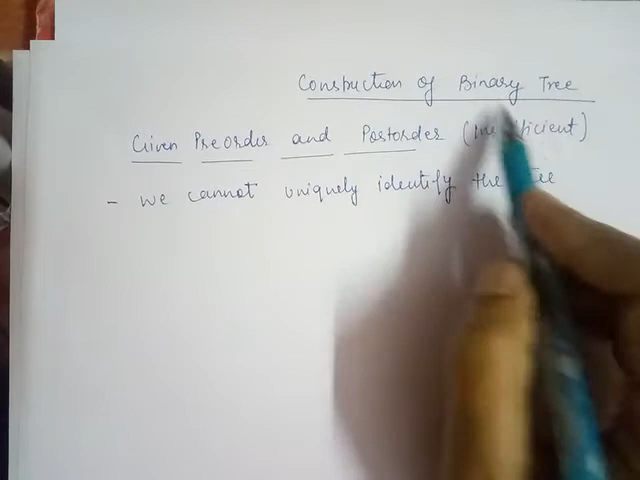 Construction of Binary Tree
Given Preorder and Postorder
- we cannot uniquely identify the